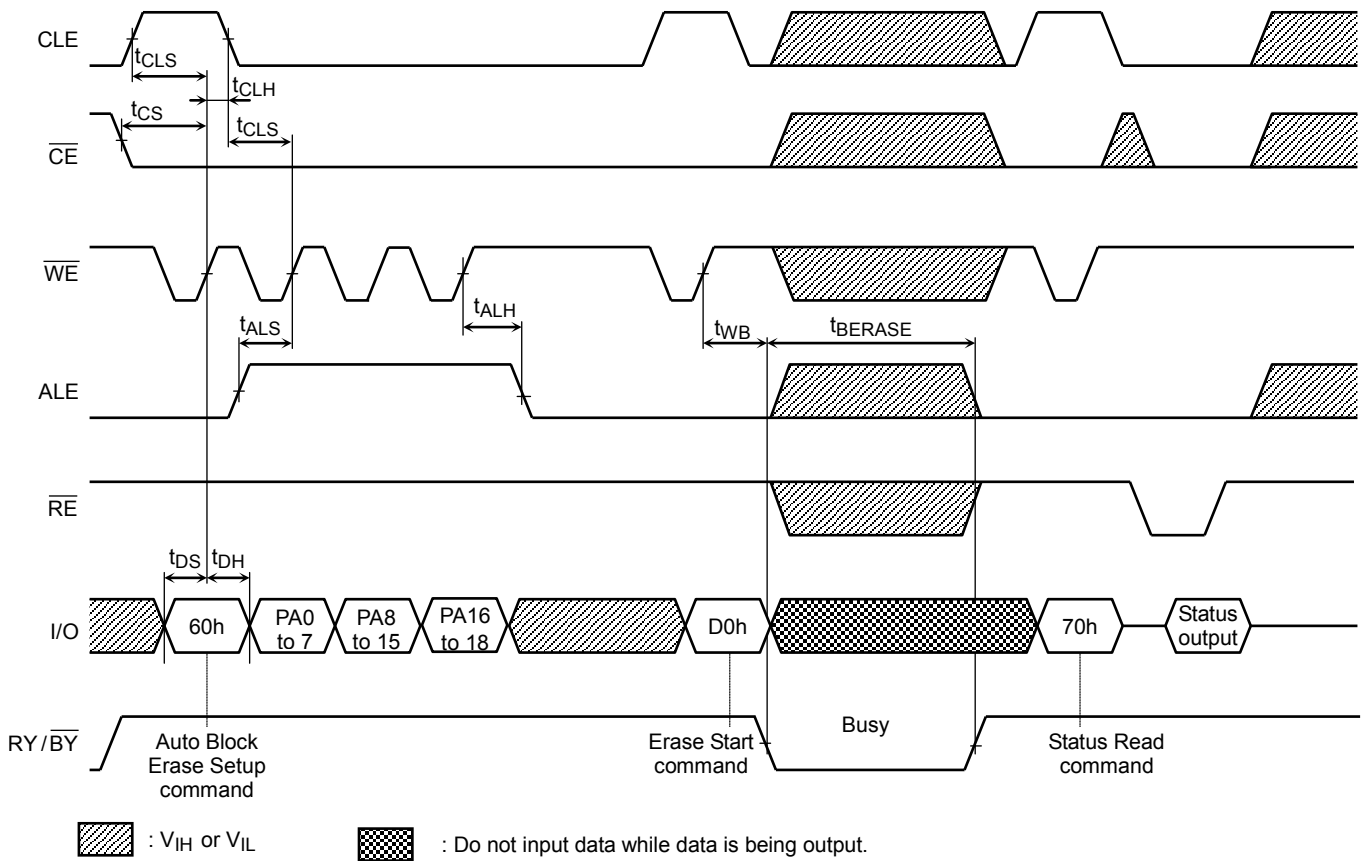 CLE
tCLS
tCLH
tCS
tCLS
CE
WE
tALS
tALH
tWB
tBERASE
ALE
RE
tDS
tDH
I/O
60h
PA0
to 7
PA8
to 15
PA16
to 18
D0h
70h
Status
output
RY/BY
Auto Block
Erase Setup
command
Erase Start
command
Busy
Status Read
command
: VIH or VIL
: Do not input data while data is being output.